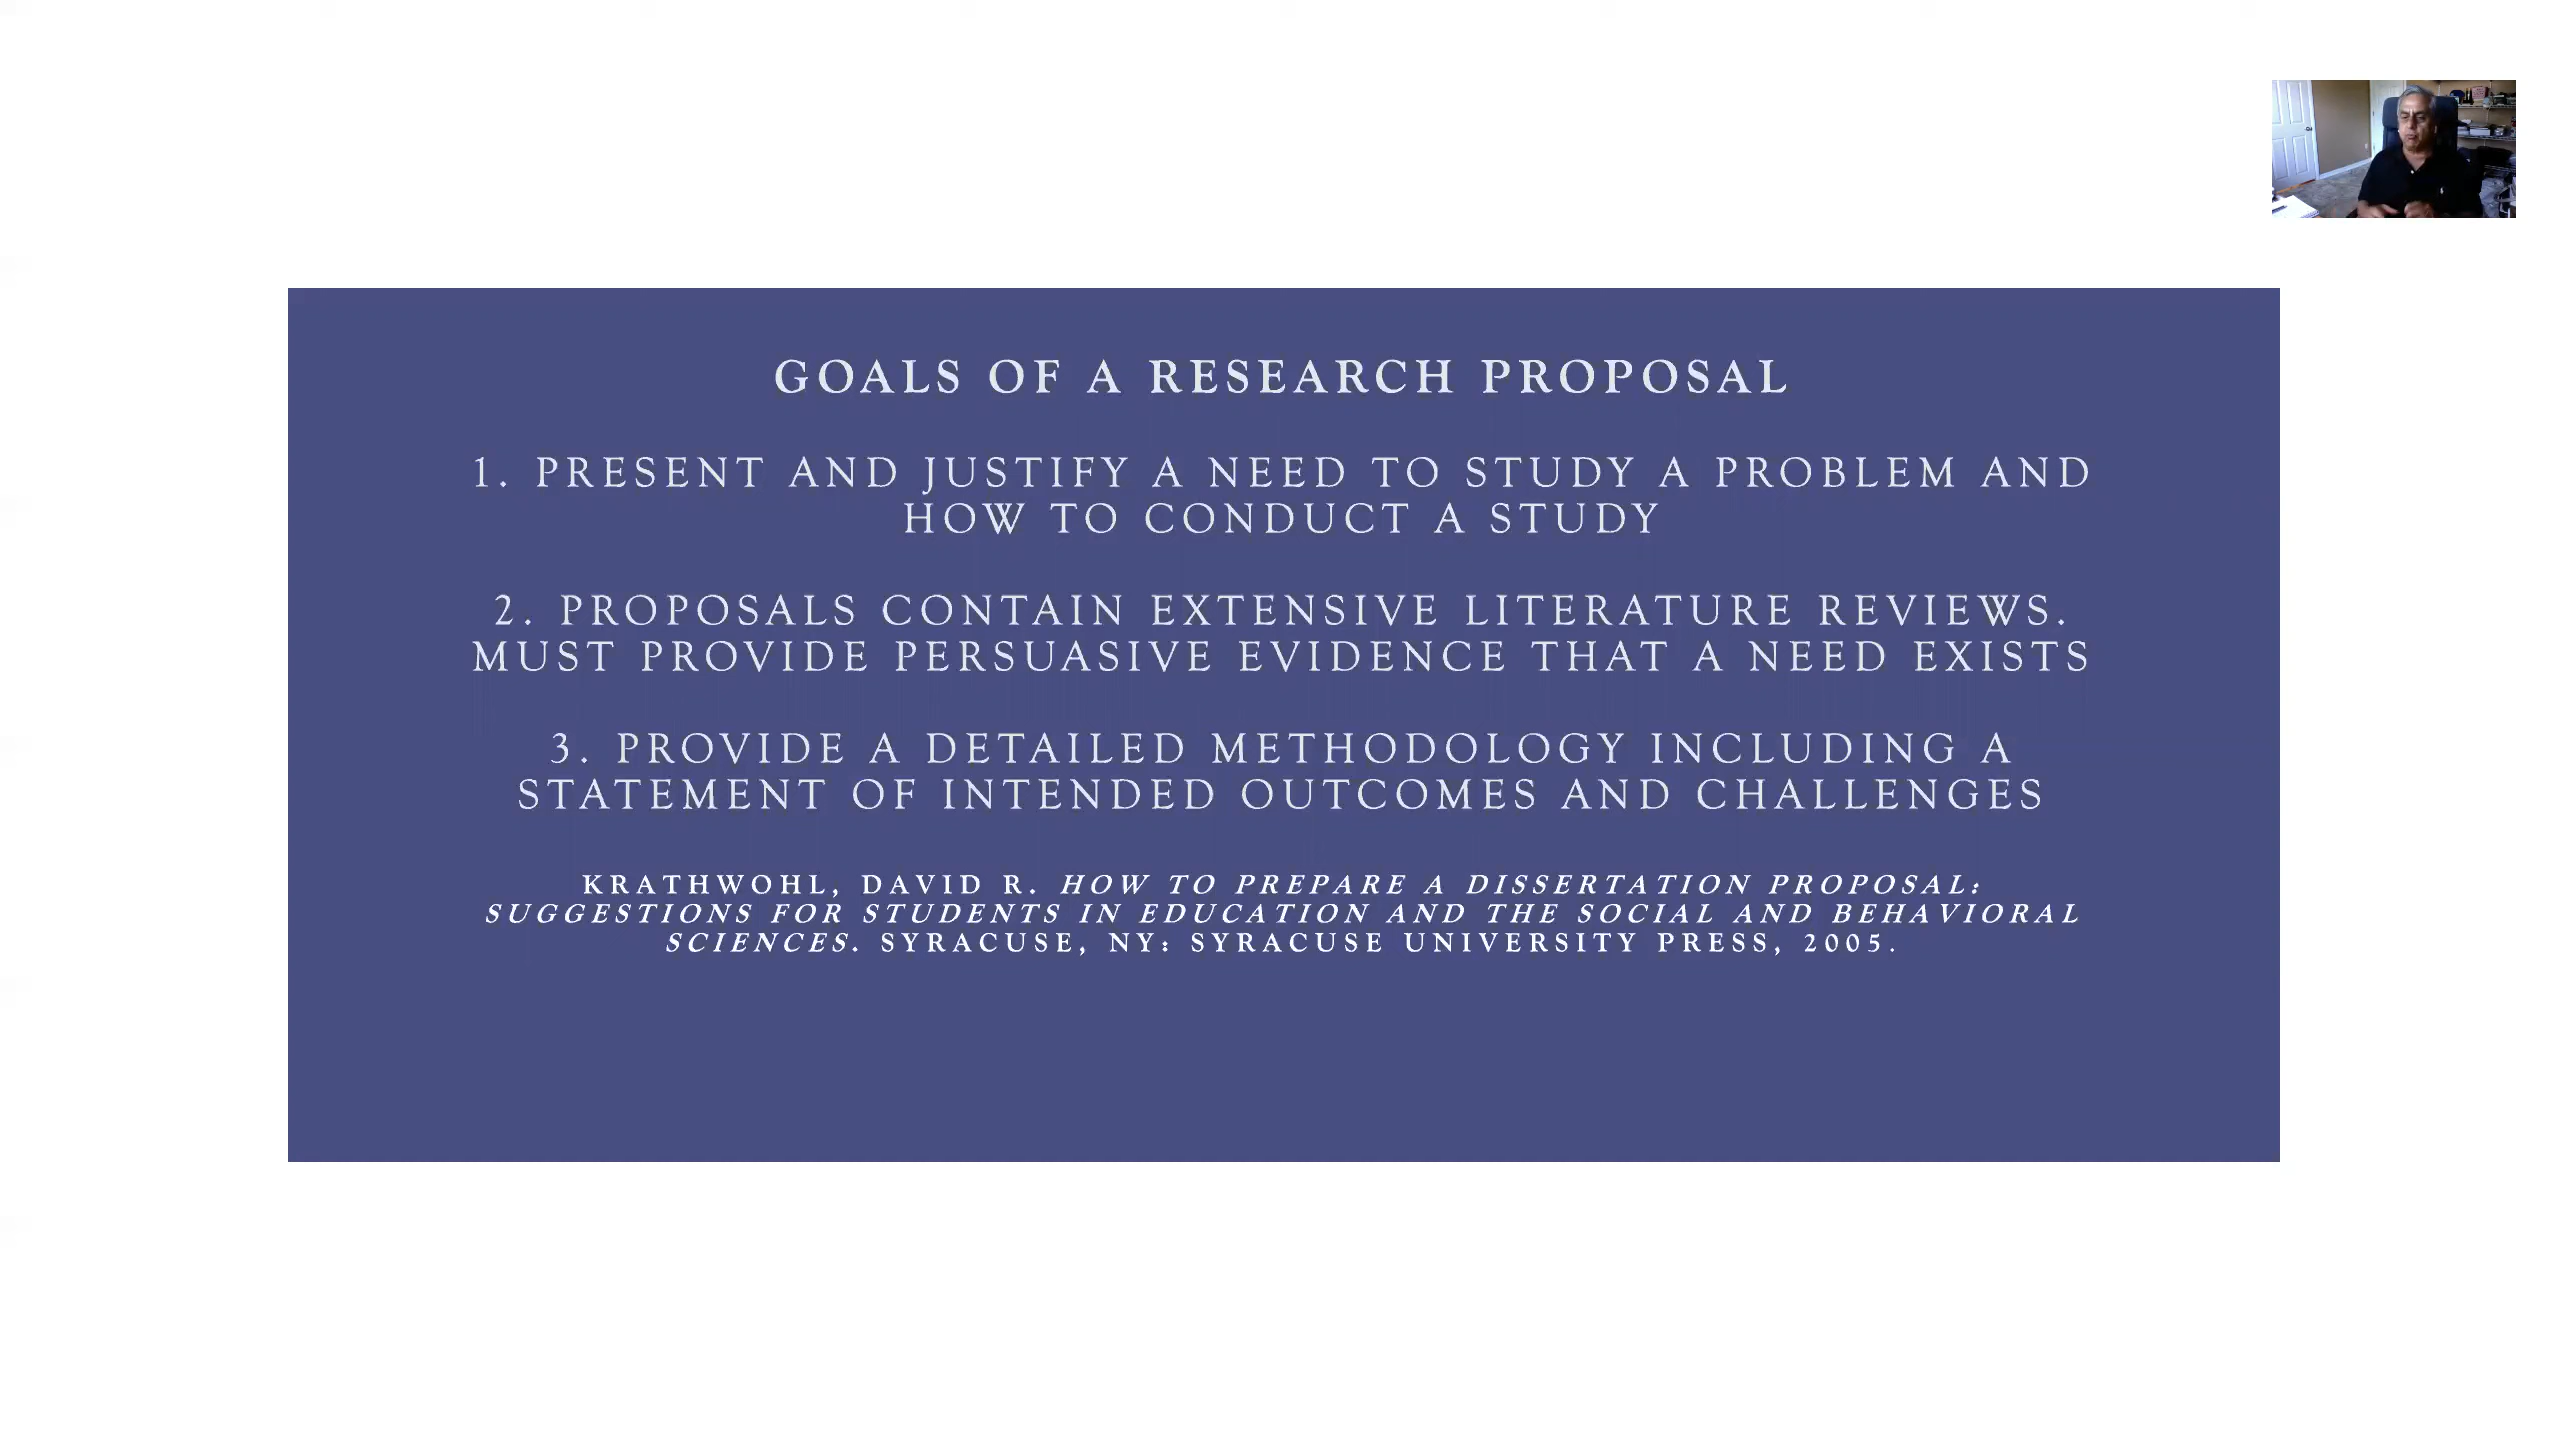 GOALS OF A RESEARCH PROPOSAL
1. PRESENT AND JUSTIFY A NEED TO STUDY A PROBLEM AND
HOW TO CONDUCT A STUDY
2. PROPOSALS CONTAIN EXTENSIVE LITERATURE REVIEWS.
MUST PROVIDE PERSUASIVE EVIDENCE THAT A NEED EXISTS
3. PROVIDE A DETAILED METHODOLOGY INCLUDING A
STATEMENT OF INTENDED OUTCOMES AND CHALLENGES
KRATHWOHL, DAVID R. HOW TO PREPARE A DISSERTATION PROPOSAL:
SUGGESTIONS FOR STUDENTS IN EDUCATION AND THE SOCIAL AND BEHAVIORAL
SCIENCES. SYRACUSE, NY: SYRACUSE UNIVERSITY PRESS, 2005.